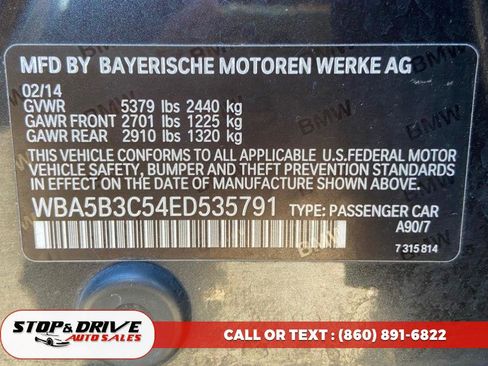 MFD BY BAYERISCHE MOTOREN WERKE AG
02/14
GVWR 5379 lbs 2440 kg
GAWR FRONT 2701 lbs 1225 kg
GAWR REAR 2910 lbs 1320 kg
THIS VEHICLE CONFORMS TO ALL APPLICABLE U.S.FEDERAL MOTOR
VEHICLE SAFETY, BUMPER AND THEFT PREVENTION
STANDARDS IN EFFECT ON THE
DATE OF MANUFACTURE SHOWN ABOVE.
WBA5B3C54ED535791 TYPE: PASSENGER CAR
A90/7
7 315 814
STOP & DRIVE
AUTO SALES
CALL OR TEXT : (860) 891-6822